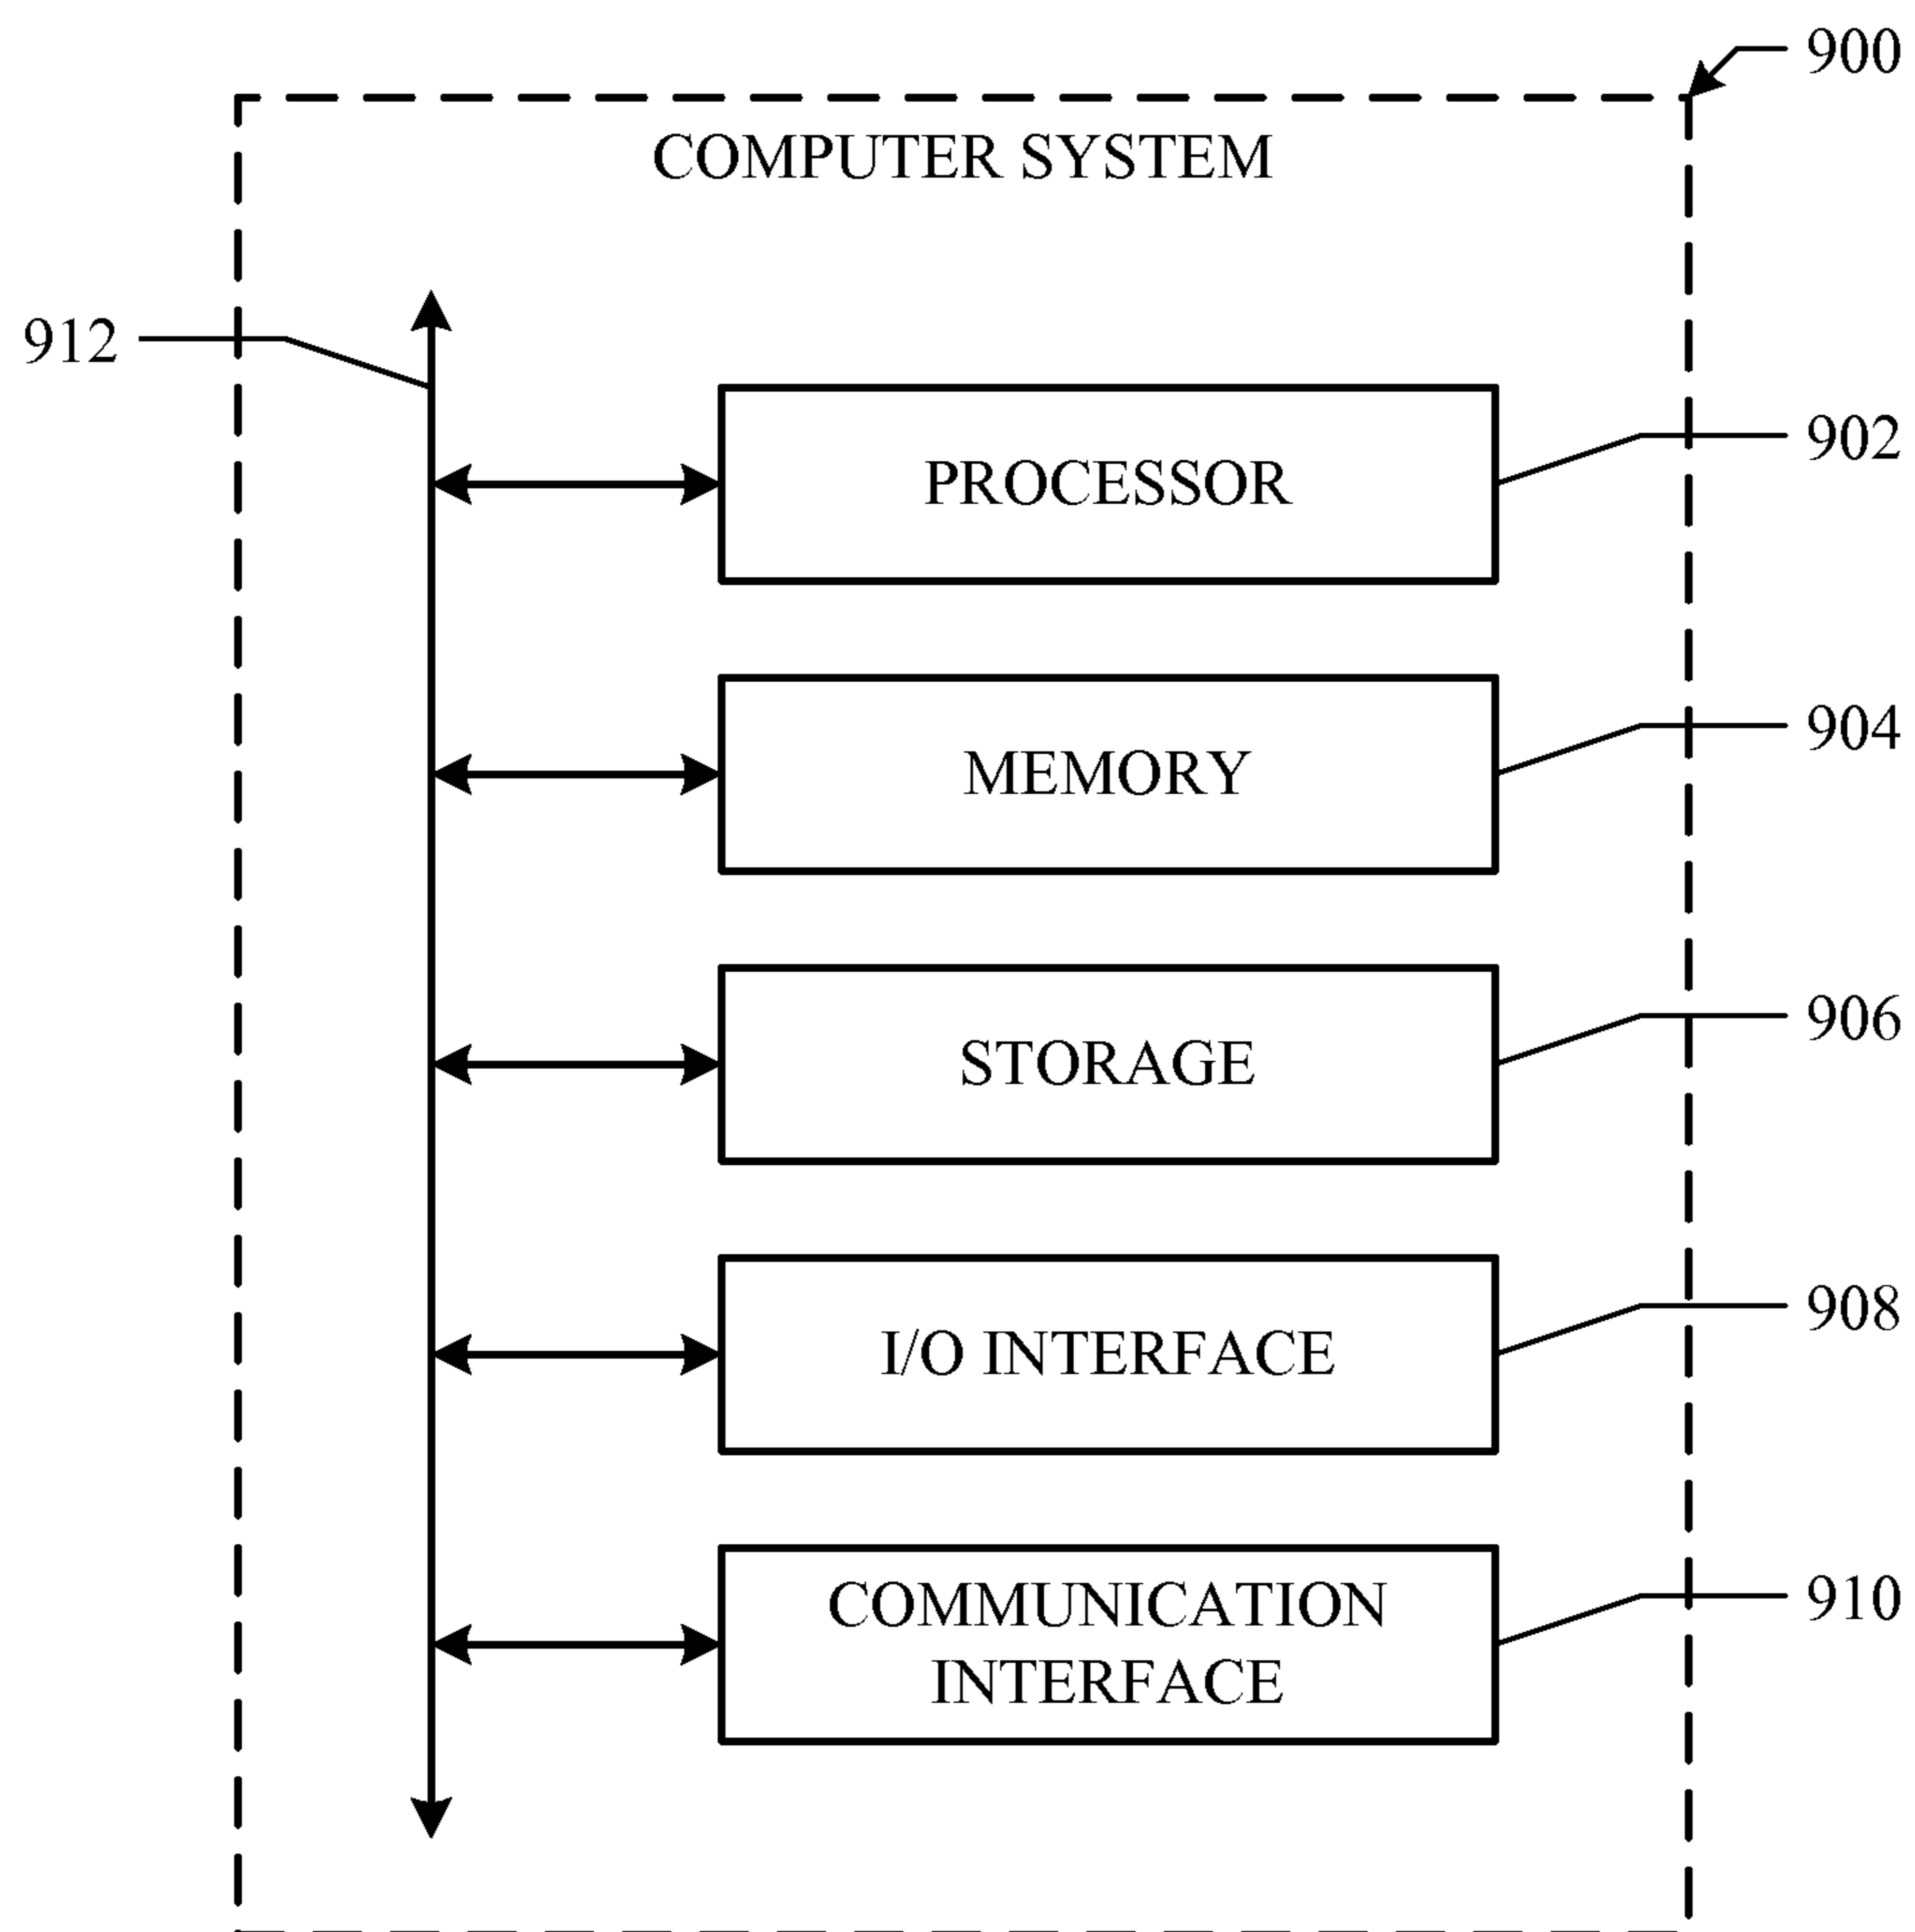 900
COMPUTER SYSTEM
912
PROCESSOR
902
MEMORY
904
STORAGE
906
I/O INTERFACE
908
COMMUNICATION
INTERFACE
910